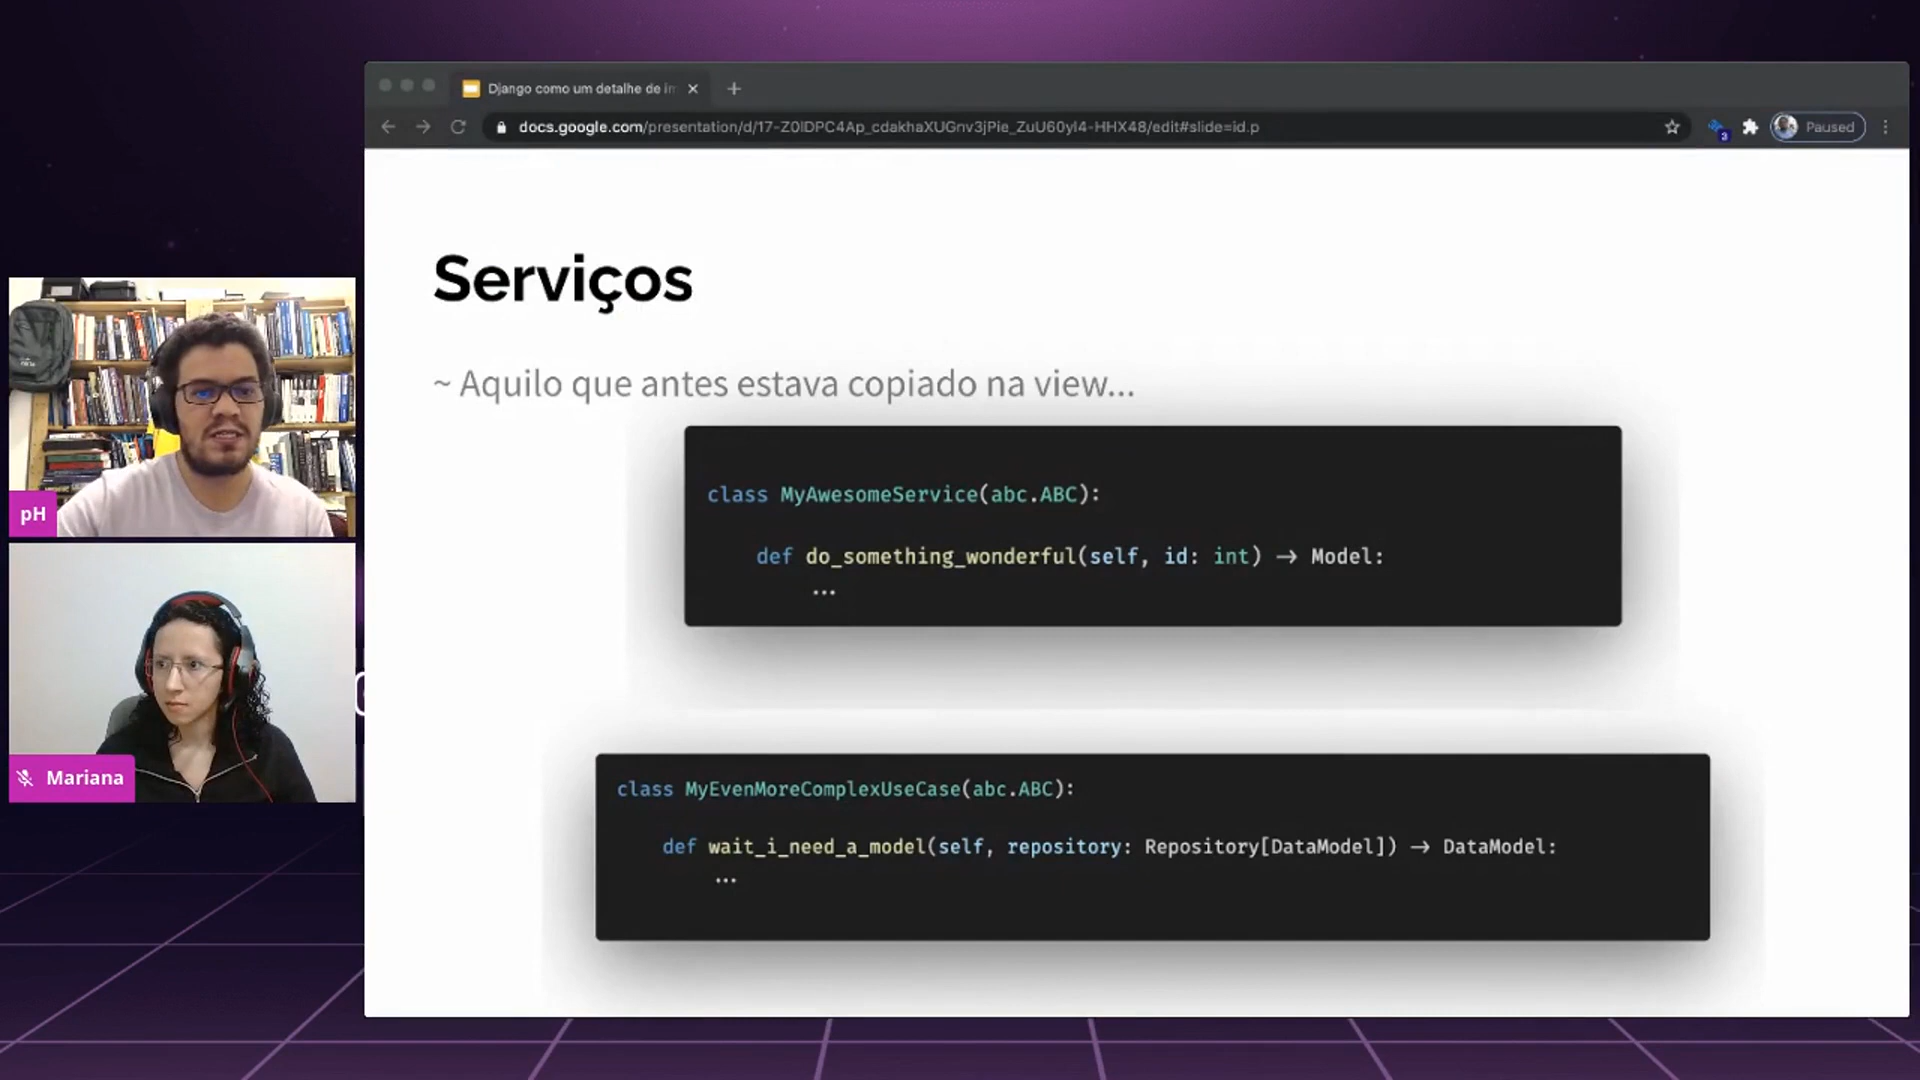 Django como um detalhe de im
docs.google.com/presentation/d/17-Z0lDPC4Ap_cdakhaXUGnv3jPie_ZuU60yI4-HHX48/edit#slide=id.p
3
Paused
Serviços
~ Aquilo que antes estava copiado na view...
class MyAwesomeService(abc.ABC):
def do_something_wonderful(self, id: int) → Model:
...
class MyEvenMoreComplexUseCase(abc.ABC):
def wait_i_need_a_model(self, repository: Repository[DataModel]) → DataModel:
...
pH
Mariana